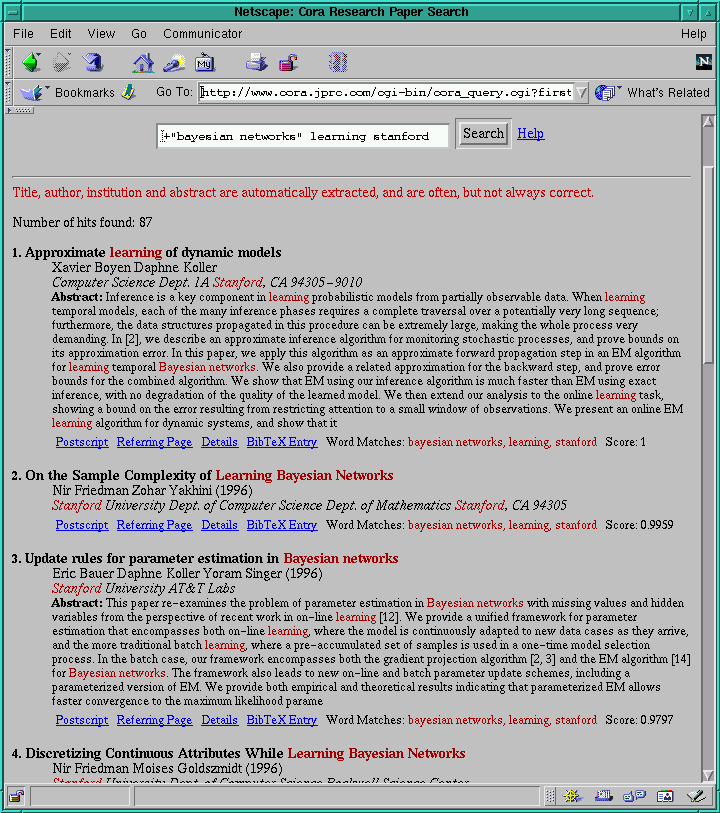 Netscape: Cora Research Paper Search
File Edit View Go Communicator Help
My N
Bookmarks Go To: http://www.cora.jprc.com/cgi-bin/cora_query.cgi?first What's Related
+"bayesian networks" learning stanford Search Help
Title, author, institution and abstract are automatically extracted, and are often, but not always correct.
Number of hits found: 87
1. Approximate learning of dynamic models
Xavier Boyen Daphne Koller
Computer Science Dept. 1A Stanford, CA 94305-9010
Abstract: Inference is a key component in learning probabilistic models from partially observable data. When learning
temporal models, each of the many inference phases requires a complete traversal over a potentially very long sequence;
furthermore, the data structures propagated in this procedure can be extremely large, making the whole process very
demanding. In [2], we describe an approximate inference algorithm for monitoring stochastic processes, and prove bounds on
its approximation error. In this paper, we apply this algorithm as an approximate forward propagation step in an EM algorithm
for learning temporal Bayesian networks. We also provide a related approximation for the backward step, and prove error
bounds for the combined algorithm. We show that EM using our inference algorithm is much faster than EM using exact
inference, with no degradation of the quality of the learned model. We then extend our analysis to the online learning task,
showing a bound on the error resulting from restricting attention to a small window of observations. We present an online EM
learning algorithm for dynamic systems, and show that it
Postscript Referring Page Details BibTeX Entry Word Matches: bayesian networks, learning, stanford Score: 1
2. On the Sample Complexity of Learning Bayesian Networks
Nir Friedman Zohar Yakhini (1996)
Stanford University Dept. of Computer Science Dept. of Mathematics Stanford, CA 94305
Postscript Referring Page Details BibTeX Entry Word Matches: bayesian networks, learning, stanford Score: 0.9959
3. Update rules for parameter estimation in Bayesian networks
Eric Bauer Daphne Koller Yoram Singer (1996)
Stanford University AT&T Labs
Abstract: This paper re-examines the problem of parameter estimation in Bayesian networks with missing values and hidden
variables from the perspective of recent work in on-line learning [12]. We provide a unified framework for parameter
estimation that encompasses both on-line learning, where the model is continuously adapted to new data cases as they arrive,
and the more traditional batch learning, where a pre-accumulated set of samples is used in a one-time model selection
process. In the batch case, our framework encompasses both the gradient projection algorithm [2, 3] and the EM algorithm [14]
for Bayesian networks. The framework also leads to new on-line and batch parameter update schemes, including a
parameterized version of EM. We provide both empirical and theoretical results indicating that parameterized EM allows
faster convergence to the maximum likelihood parame
Postscript Referring Page Details BibTeX Entry Word Matches: bayesian networks, learning, stanford Score: 0.9797
4. Discretizing Continuous Attributes While Learning Bayesian Networks
Nir Friedman Moises Goldszmidt (1996)
Stanford University Dept. of Computer Science Rockwell Science Center